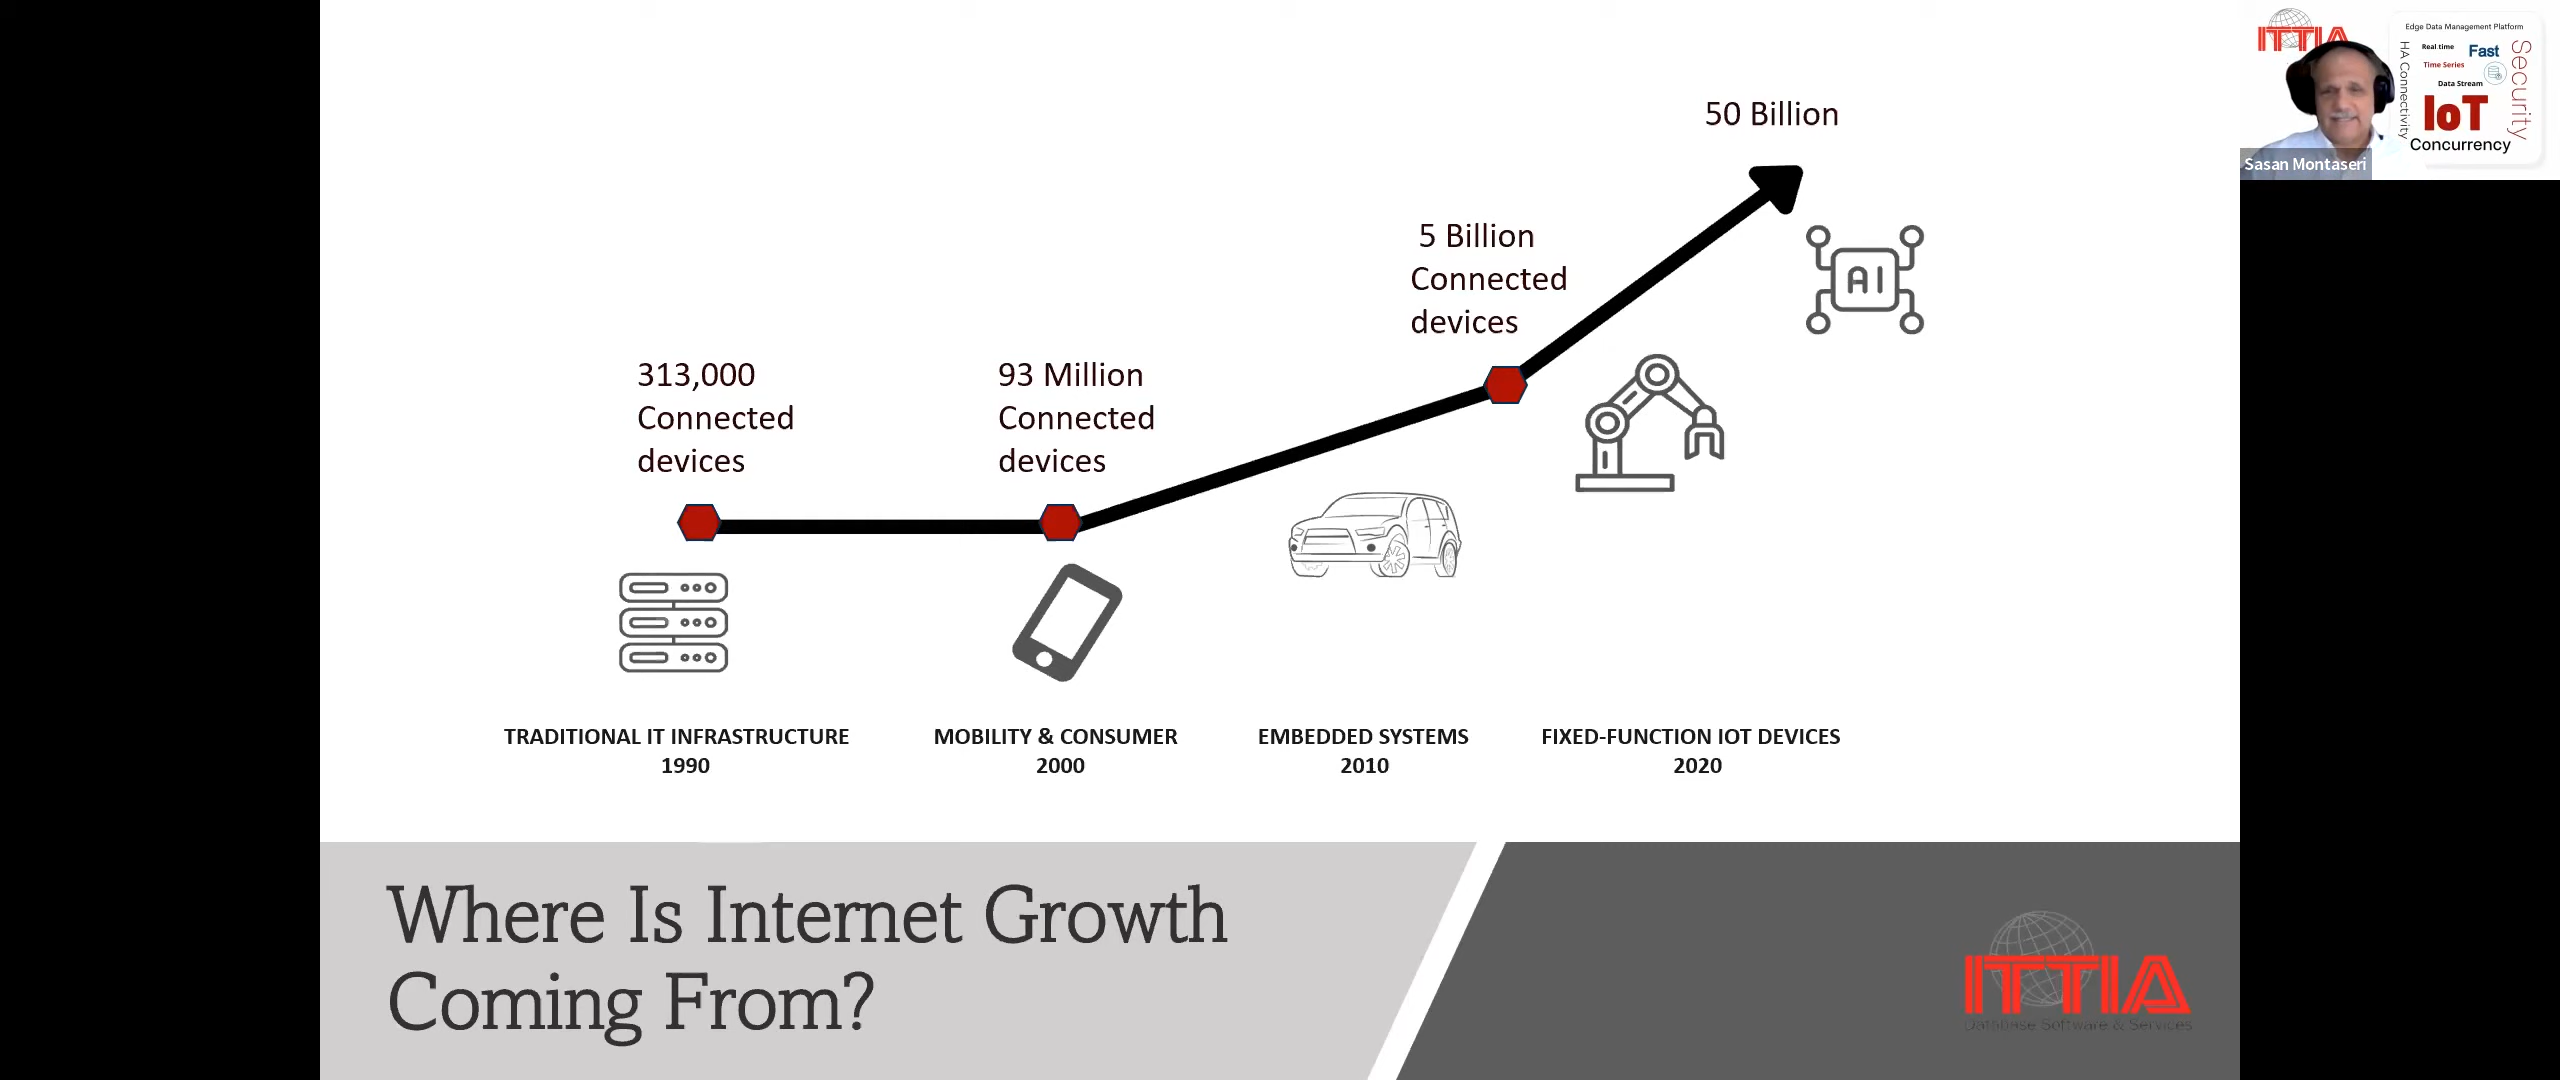 50 Billion
5 Billion
Connected
devices
313,000
Connected
devices
93 Million
Connected
devices
AI
TRADITIONAL IT INFRASTRUCTURE
1990
MOBILITY & CONSUMER
2000
EMBEDDED SYSTEMS
2010
FIXED-FUNCTION IOT DEVICES
2020
Where Is Internet Growth
Coming From?
ITTIA
Database Software & Services
ITTIA
Edge Data Management Platform
HA Connectivity
Real time
Fast
Time Series
Data Stream
IoT
Concurrency
Security
Sasan Montaseri